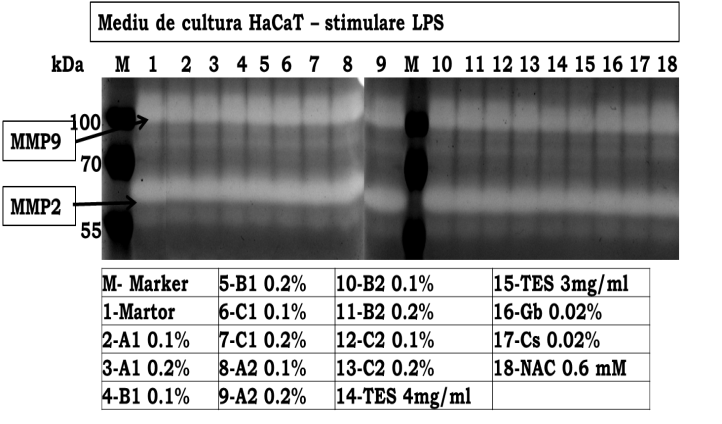 Mediu de cultura HaCaT – stimulare LPS
kDa M 1 2 3 4 5 6 7 8 9 M 10 11 12 13 14 15 16 17 18
100
MMP9
70
MMP2
55
M- Marker 5-B1 0.2% 10-B2 0.1% 15-TES 3mg/ml
1-Martor 6-C1 0.1% 11-B2 0.2% 16-Gb 0.02%
2-A1 0.1% 7-C1 0.2% 12-C2 0.1% 17-Cs 0.02%
3-A1 0.2% 8-A2 0.1% 13-C2 0.2% 18-NAC 0.6 mM
4-B1 0.1% 9-A2 0.2% 14-TES 4mg/ml